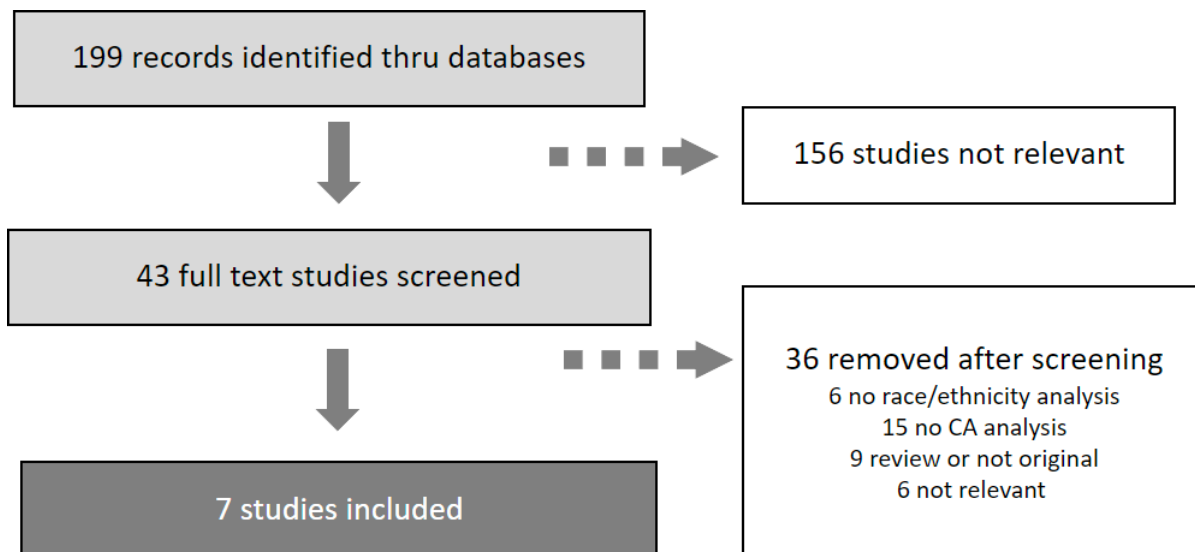 199 records identified thru databases
156 studies not relevant
43 full text studies screened
36 removed after screening
6 no race/ethnicity analysis
15 no CA analysis
9 review or not original
6 not relevant
7 studies included